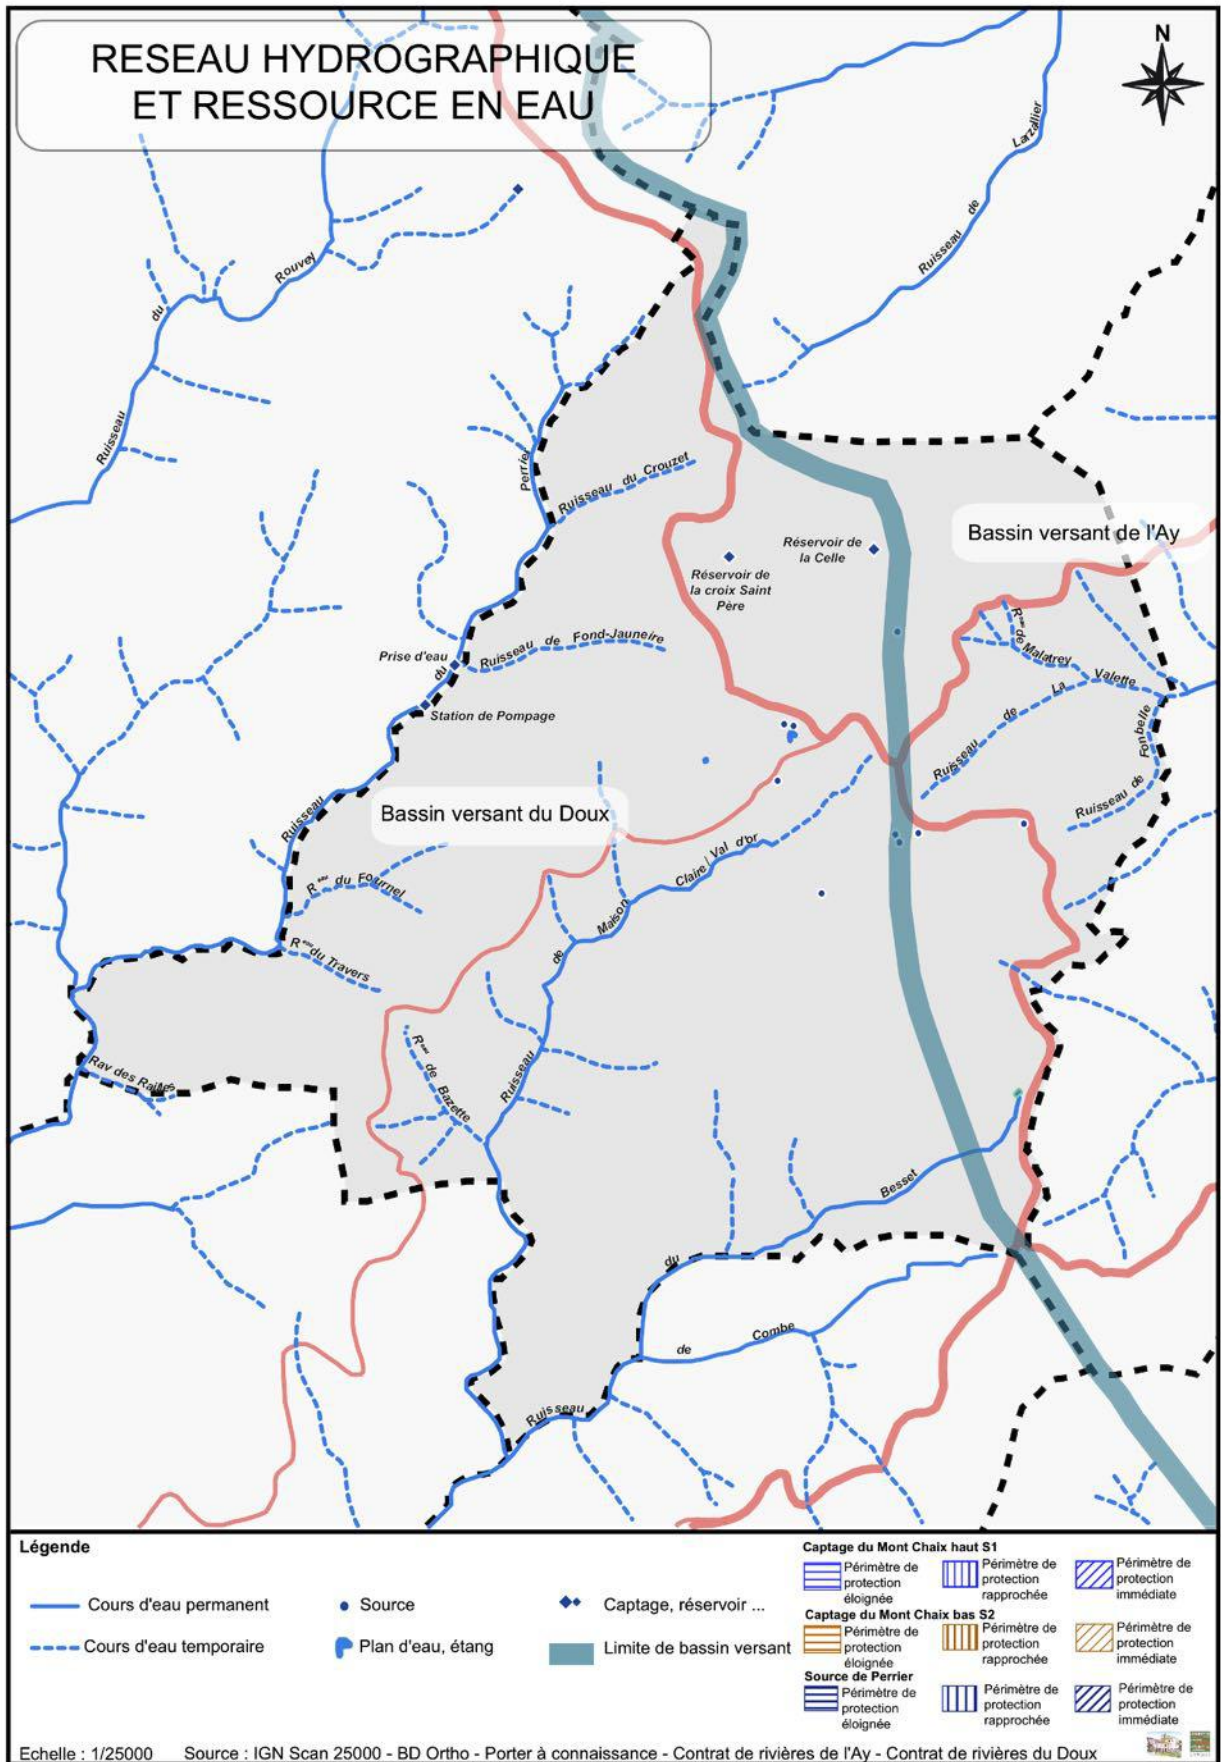 RESEAU HYDROGRAPHIQUE
ET RESSOURCE EN EAU
N
Larzallier
de
Ruisseau
Rouvey
du
Ruisseau
Perrier
Ruisseau du Crouzet
Bassin versant de l'Ay
Réservoir de
la Celle
Réservoir de
la croix Saint
Père
Prise d'eau
du
Ruisseau de Fond-Jauneire
Station de Pompage
Ruisseau
R eau de Malatrey
Ruisseau de La Valette
Ruisseau de Fonbelle
Bassin versant du Doux
R eau du Fournel
R eau du Travers
Claire/ Val d'or
Maison
de
Ruisseau
R eau de Bazette
Rav des Railles
Besset
du
Ruisseau
de Combe
Légende
Cours d'eau permanent
Cours d'eau temporaire
Source
Plan d'eau, étang
Captage, réservoir ...
Limite de bassin versant
Captage du Mont Chaix haut S1
Périmètre de
protection
éloignée
Périmètre de
protection
rapprochée
Périmètre de
protection
immédiate
Captage du Mont Chaix bas S2
Périmètre de
protection
éloignée
Périmètre de
protection
rapprochée
Périmètre de
protection
immédiate
Source de Perrier
Périmètre de
protection
éloignée
Périmètre de
protection
rapprochée
Périmètre de
protection
immédiate
Echelle : 1/25000 Source : IGN Scan 25000 - BD Ortho - Porter à connaissance - Contrat de rivières de l'Ay - Contrat de rivières du Doux